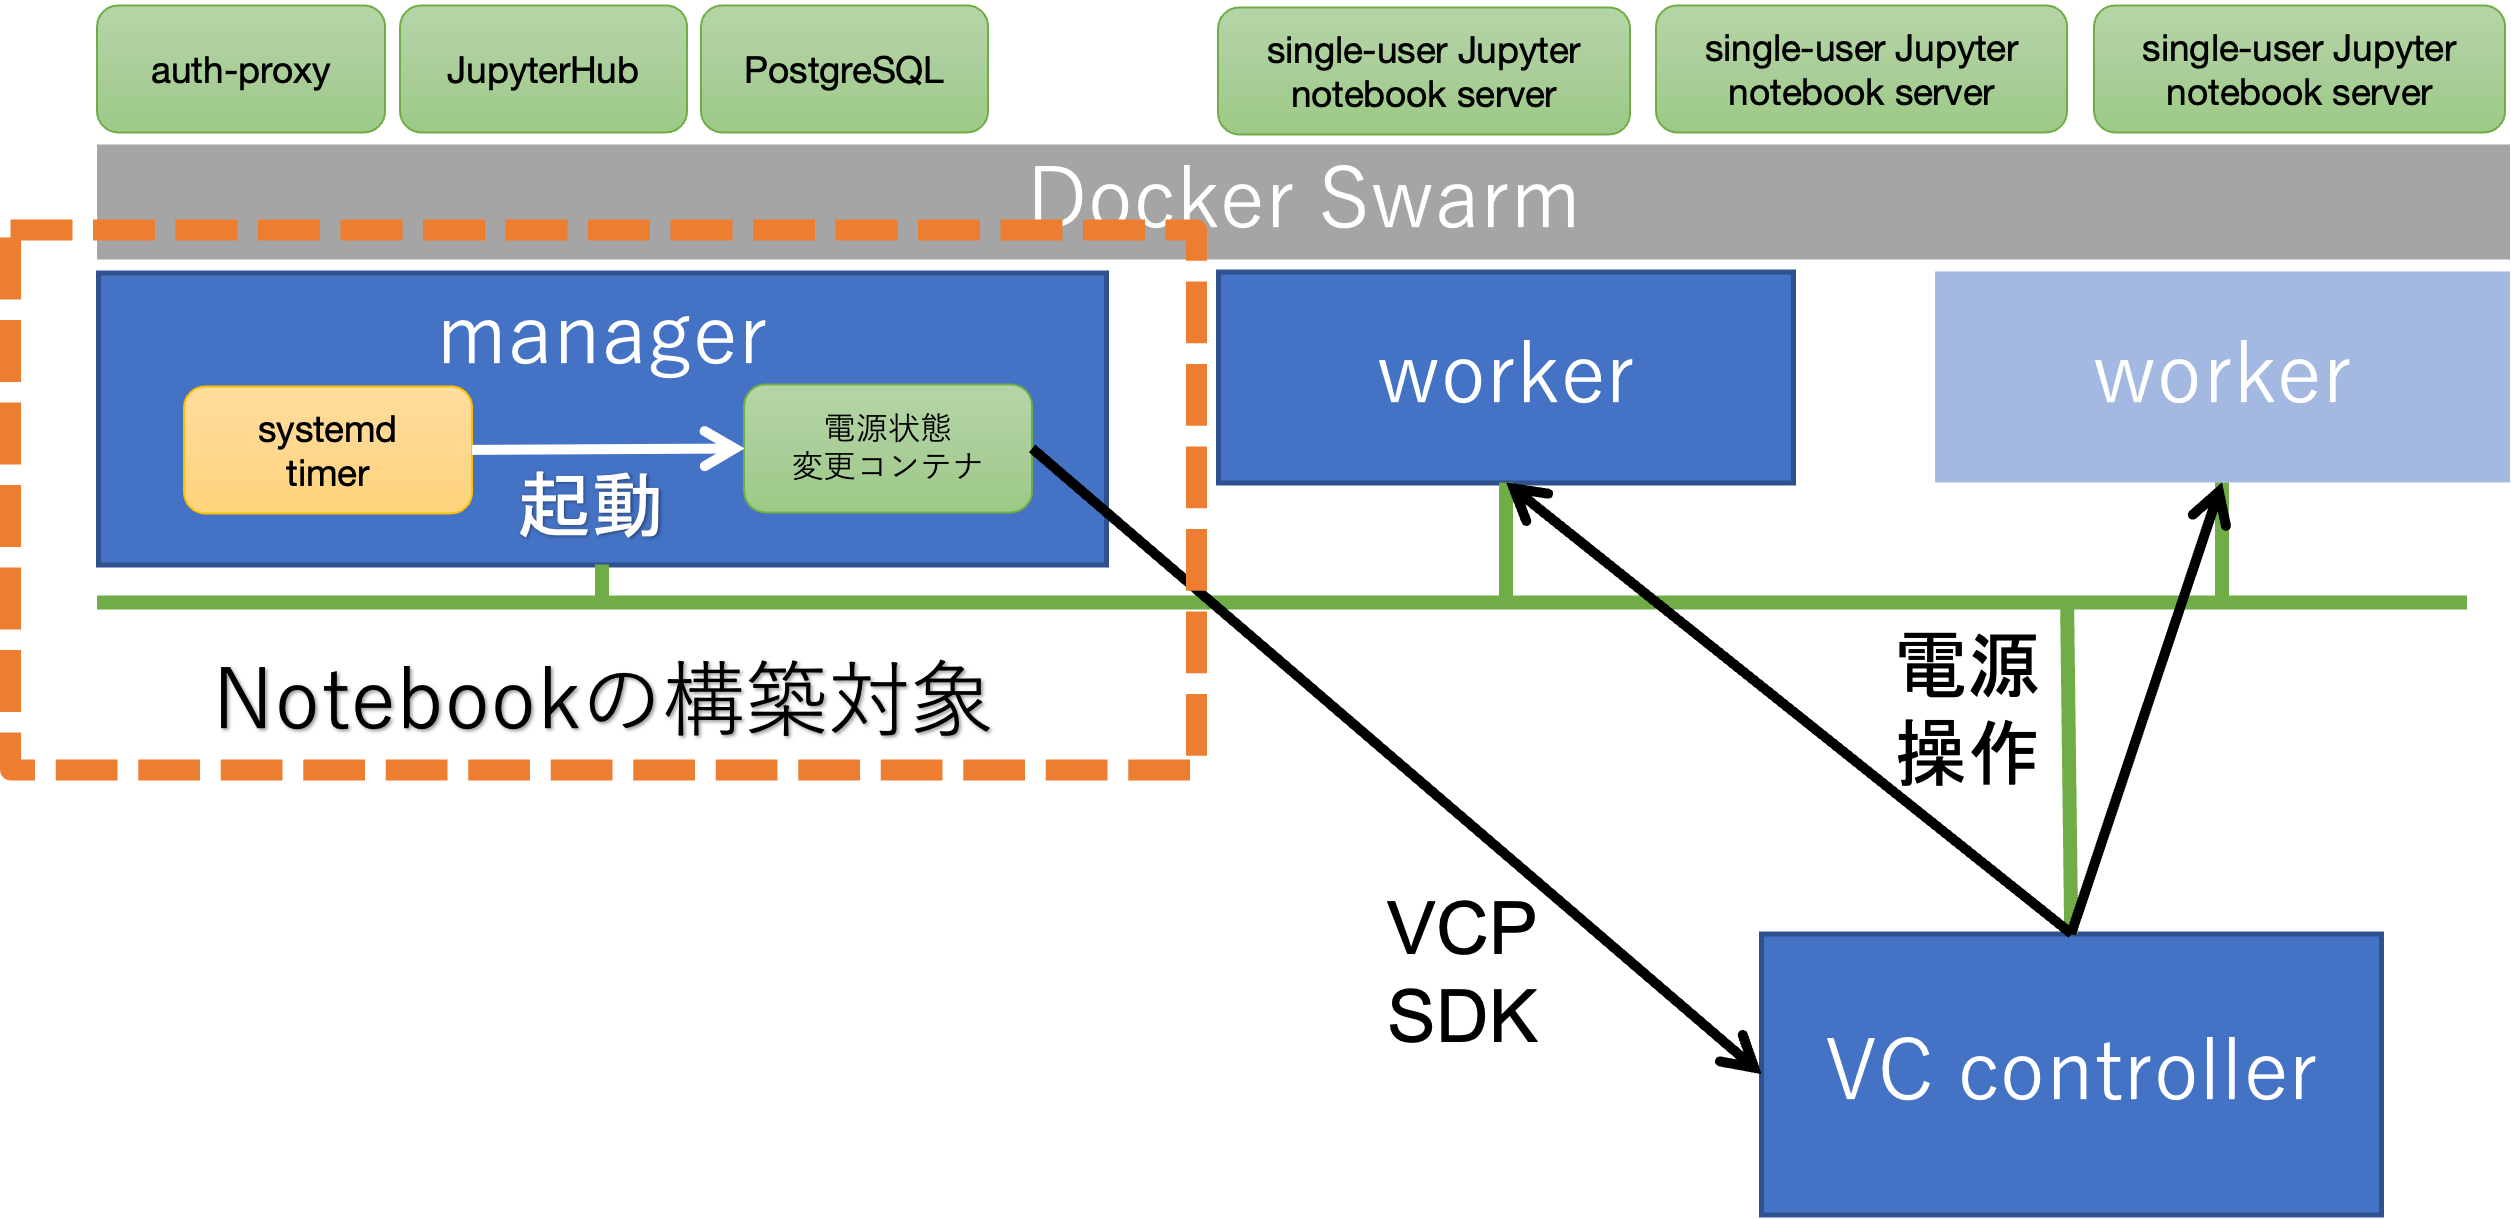 auth-proxy
JupyterHub
PostgreSQL
single-user Jupyter
notebook server
single-user Jupyter
notebook server
single-user Jupyter
notebook server
Docker Swarm
manager
systemd
timer
起動
電源状態
変更コンテナ
worker
worker
Notebookの構築対象
電源
操作
VCP
SDK
VC controller